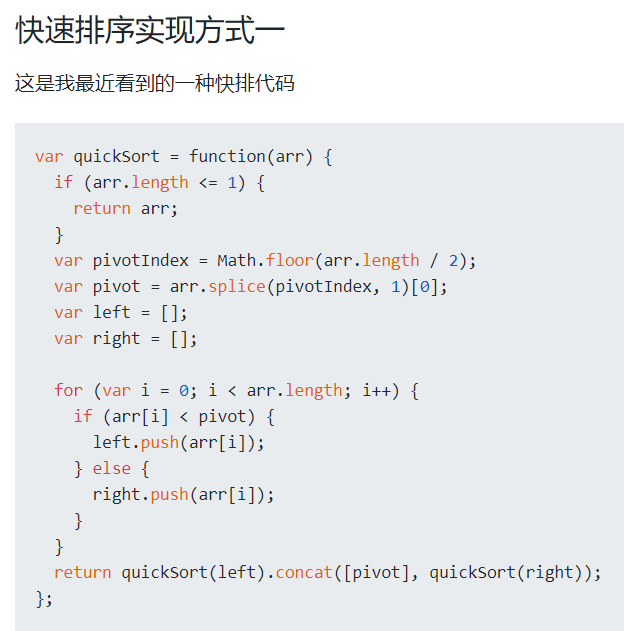 快速排序实现方式一
这是我最近看到的一种快排代码
var quickSort = function(arr) {
  if (arr.length <= 1) {
    return arr;
  }
  var pivotIndex = Math.floor(arr.length / 2);
  var pivot = arr.splice(pivotIndex, 1)[0];
  var left = [];
  var right = [];

  for (var i = 0; i < arr.length; i++) {
    if (arr[i] < pivot) {
      left.push(arr[i]);
    } else {
      right.push(arr[i]);
    }
  }
  return quickSort(left).concat([pivot], quickSort(right));
};